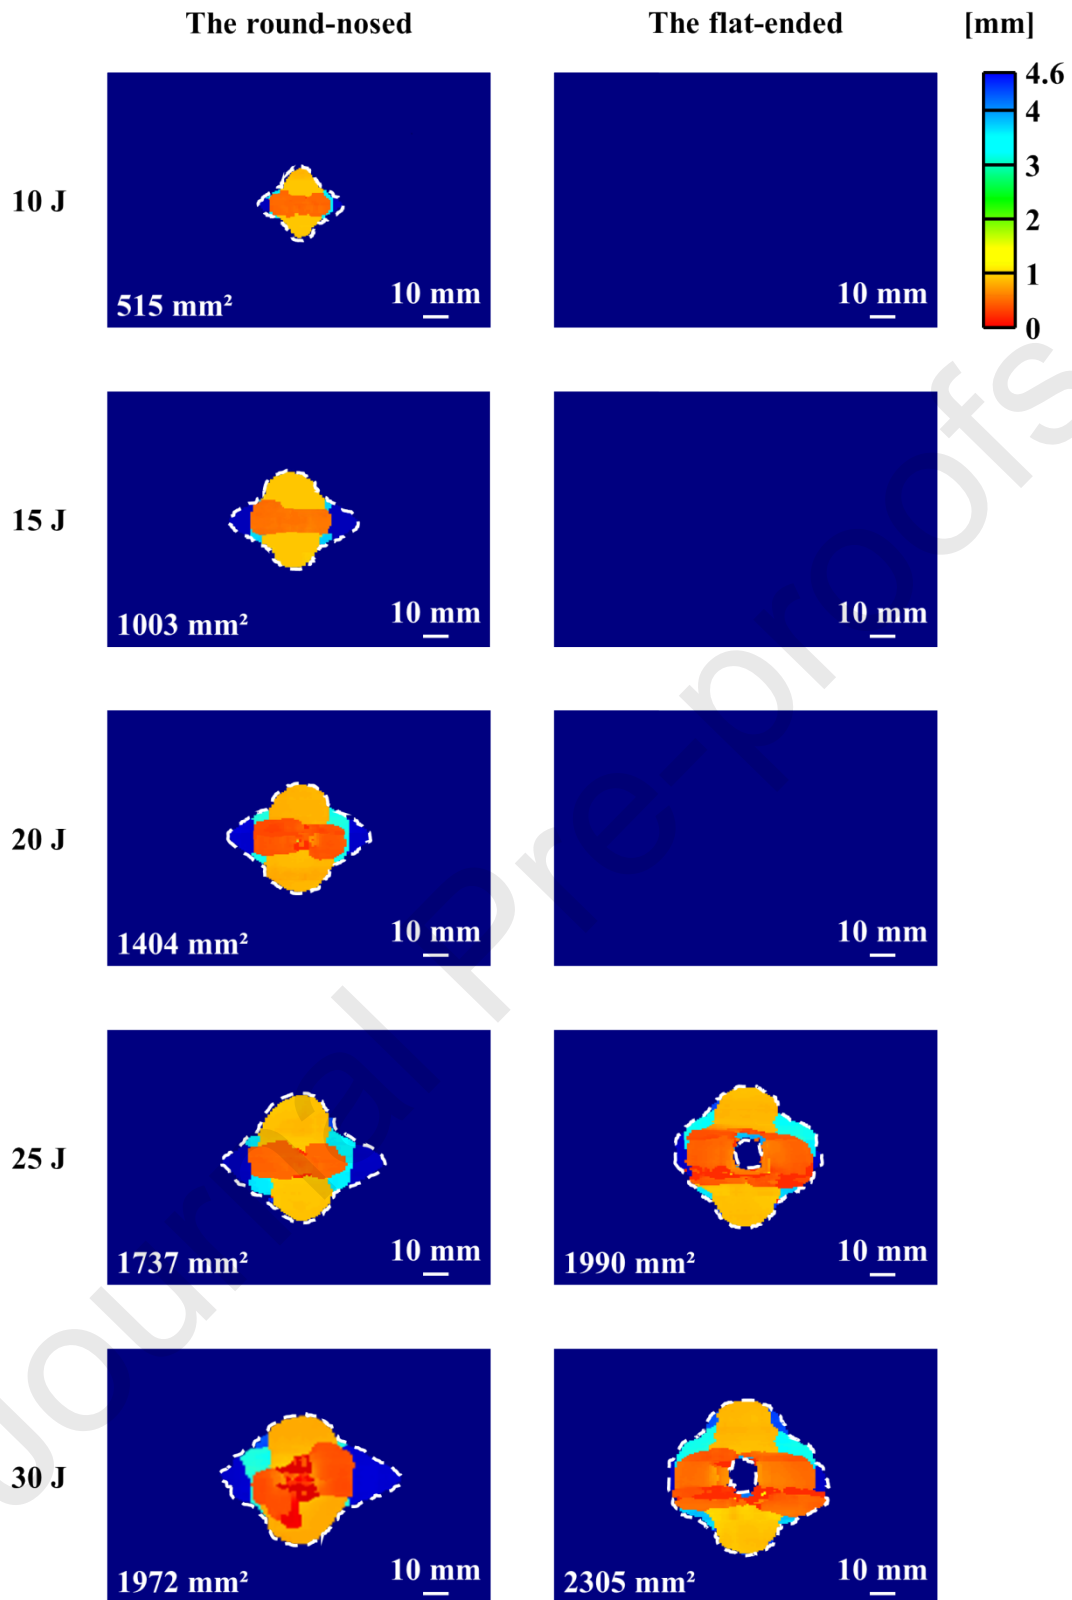 The round-nosed The flat-ended [mm]
4.6
4
3
2
1
0
10 J
515 mm² 10 mm 10 mm
15 J
1003 mm² 10 mm 10 mm
20 J
1404 mm² 10 mm 10 mm
25 J
1737 mm² 10 mm 1990 mm² 10 mm
30 J
1972 mm² 10 mm 2305 mm² 10 mm
Journal Pre-proofs